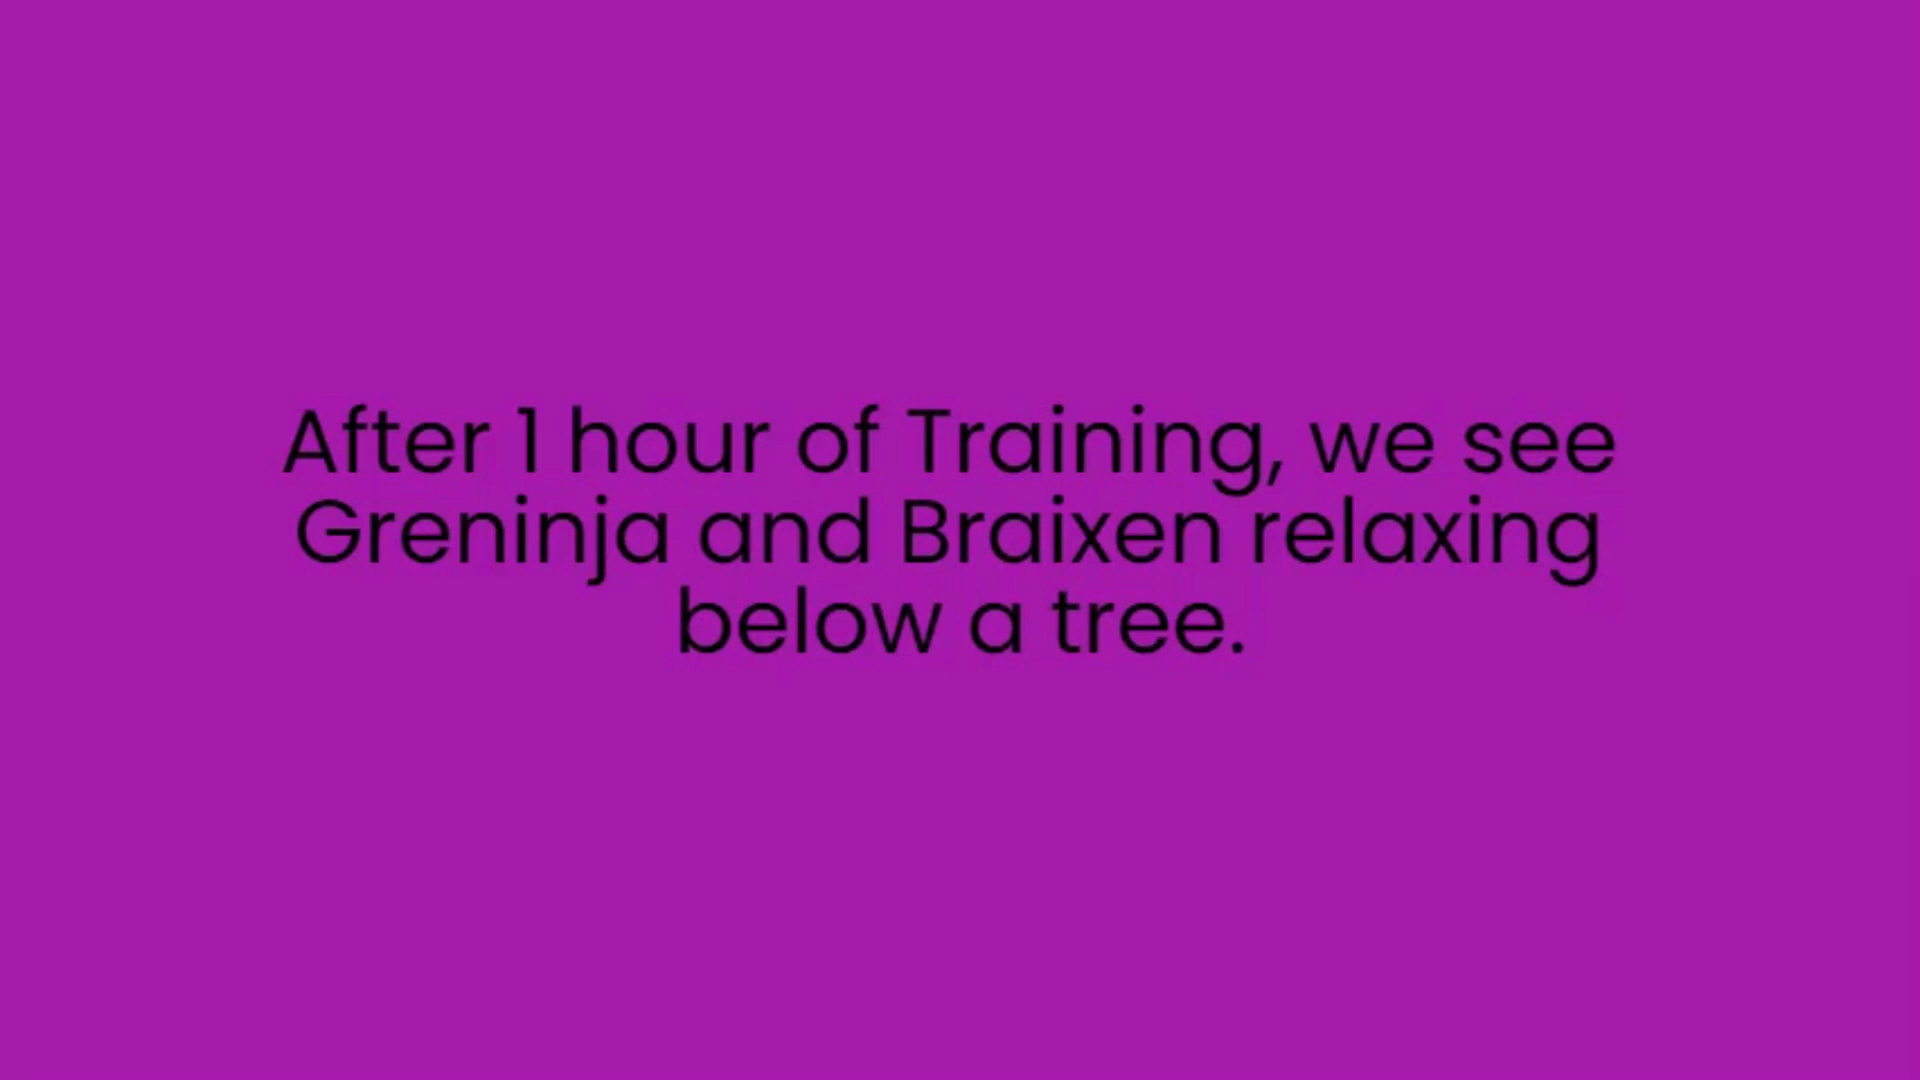 After 1 hour of Training, we see
Greninja and Braixen relaxing
below a tree.